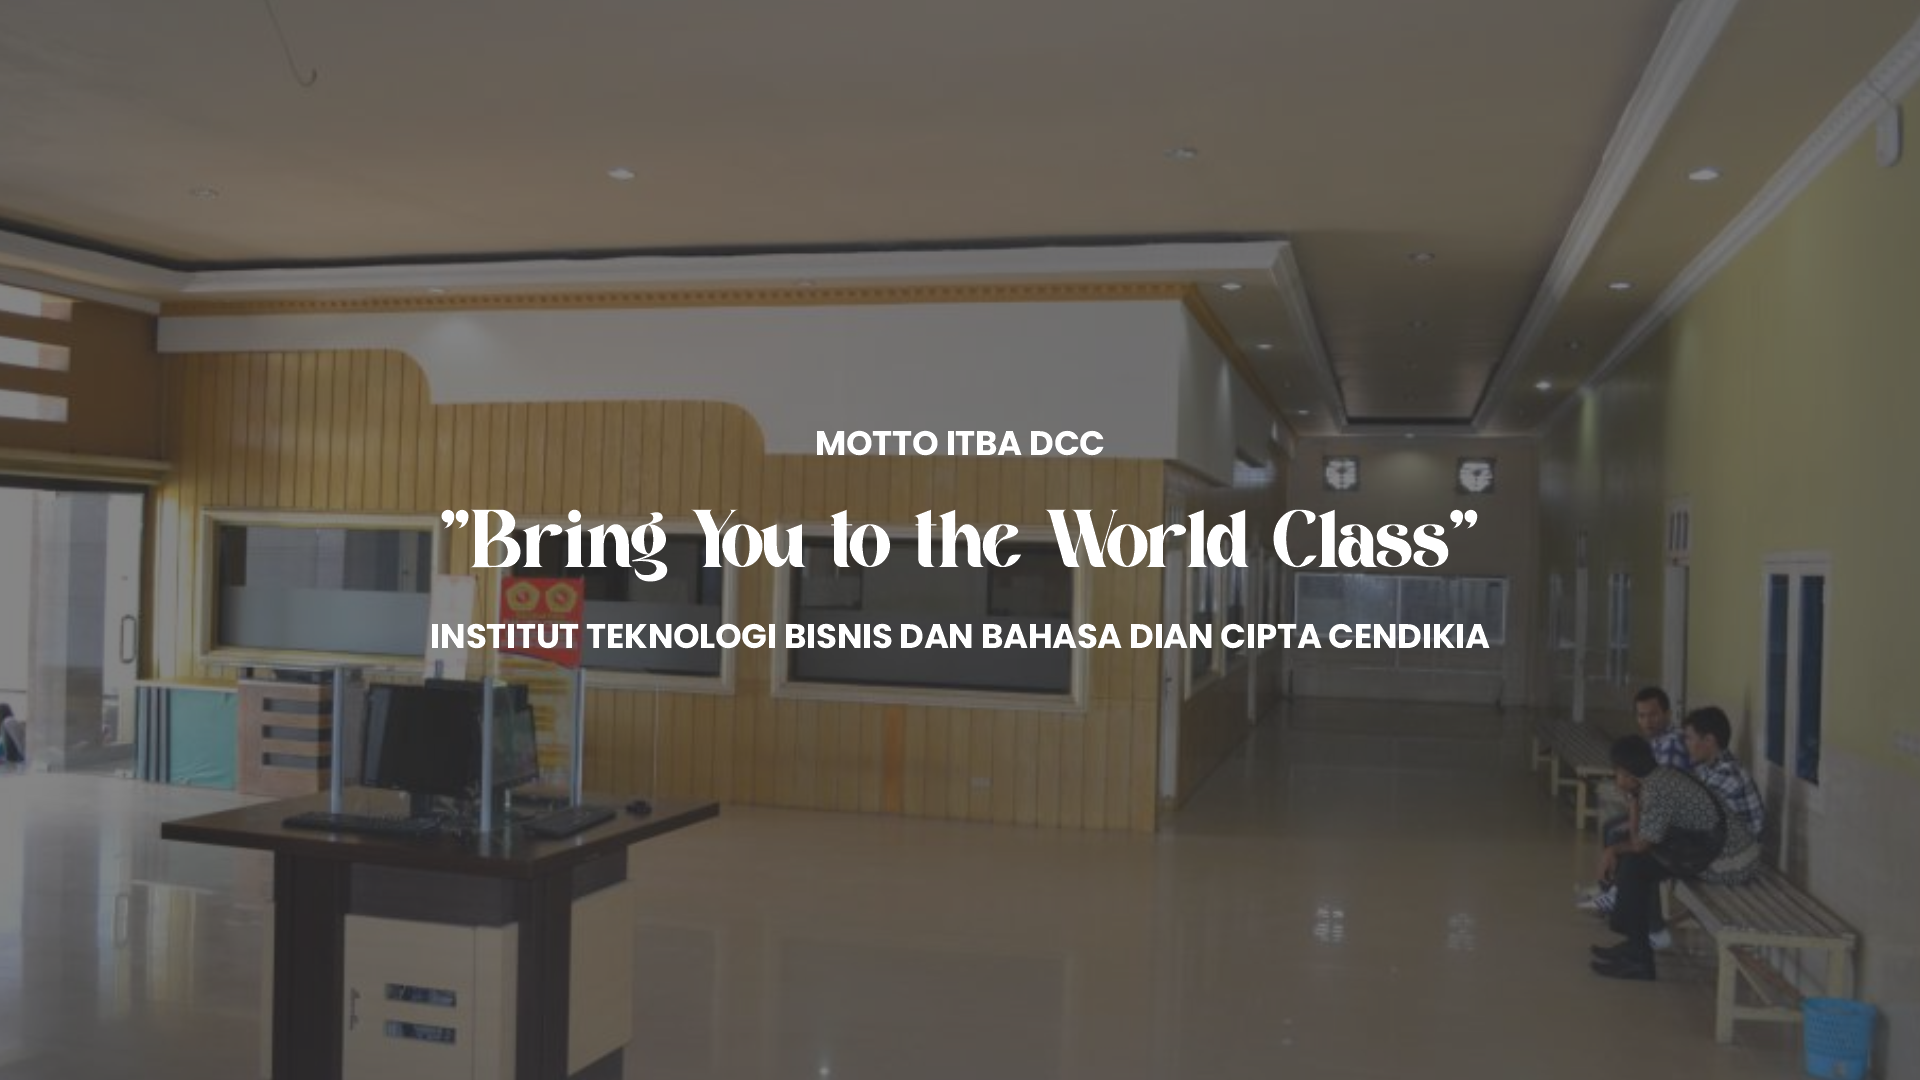 MOTTO ITBA DCC
”Bring You to the World Class”
INSTITUT TEKNOLOGI BISNIS DAN BAHASA DIAN CIPTA CENDIKIA